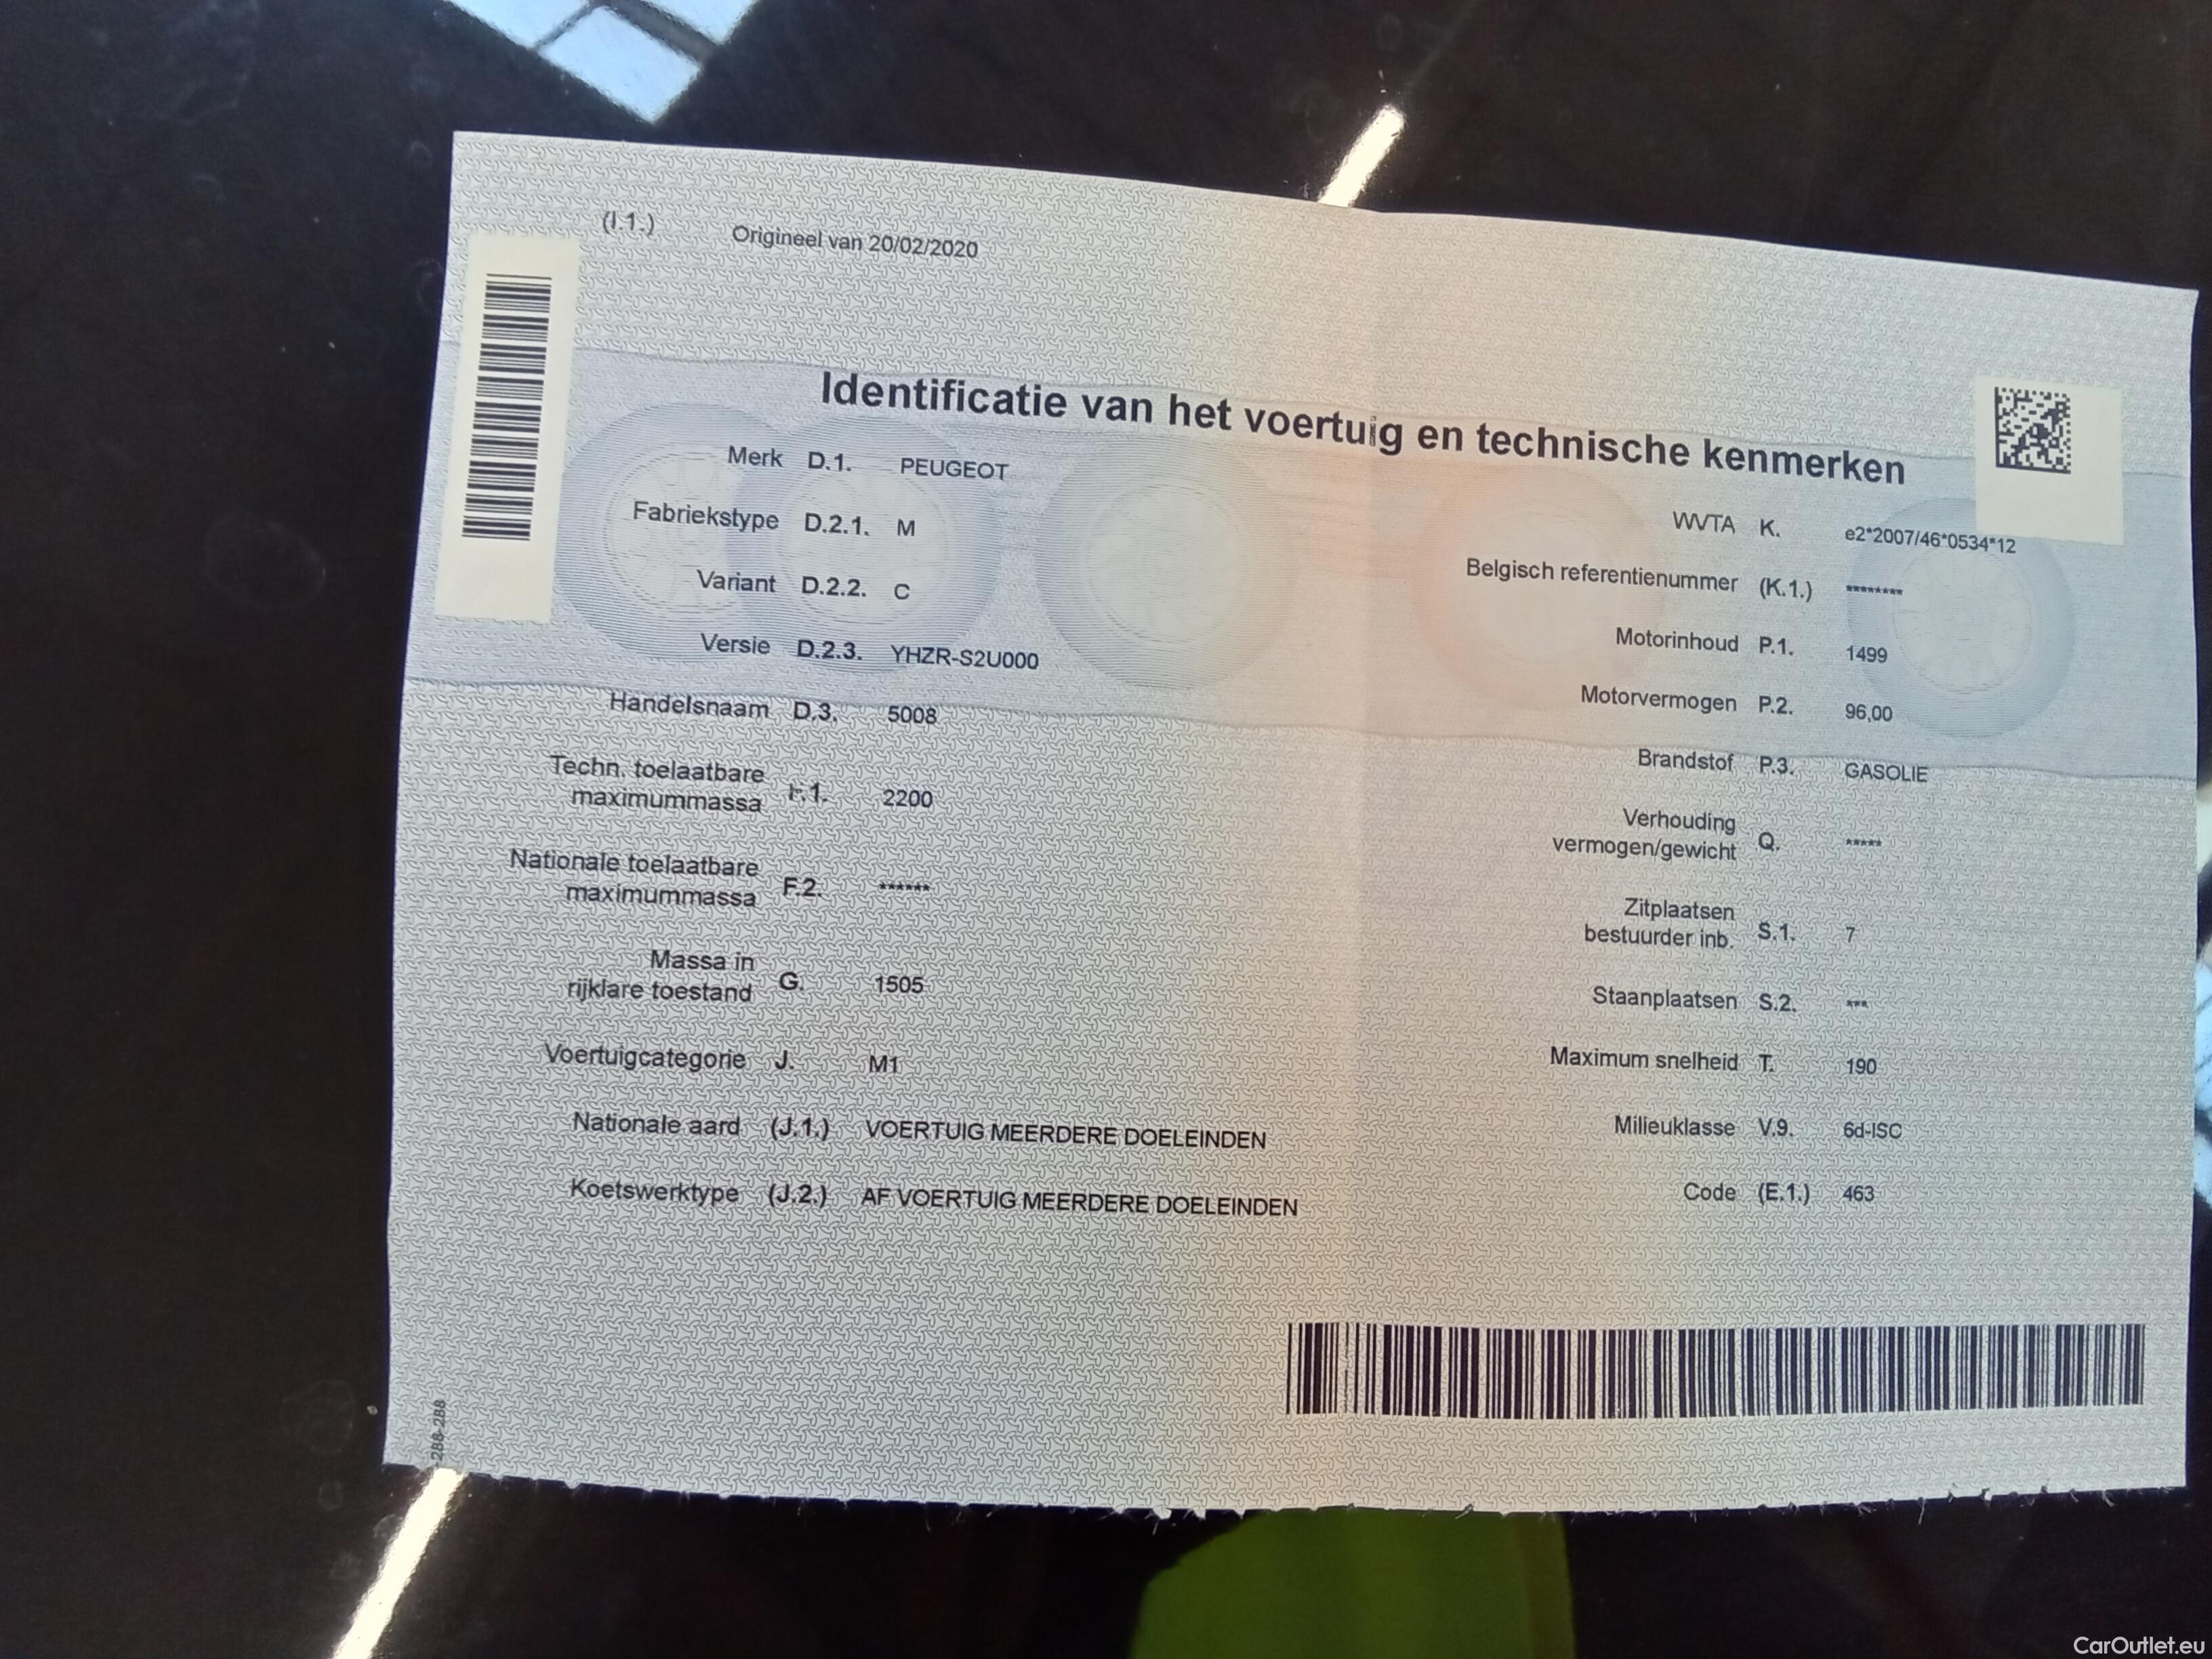 (I.1.) Origineel van 20/02/2020
Identificatie van het voertuig en technische kenmerken
Merk D.1. PEUGEOT
Fabriekstype D.2.1. M
Variant D.2.2. C
Versie D.2.3. YHZR-S2U000
Handelsnaam D.3. 5008
Techn. toelaatbare
maximummassa F.1. 2200
Nationale toelaatbare
maximummassa F.2. ******
Massa in
rijklare toestand G. 1505
Voertuigcategorie J. M1
Nationale aard (J.1.) VOERTUIG MEERDERE DOELEINDEN
Koetswerktype (J.2.) AF VOERTUIG MEERDERE DOELEINDEN
WVTA K. e2*2007/46*0534*12
Belgisch referentienummer (K.1.) ********
Motorinhoud P.1. 1499
Motorvermogen P.2. 96,00
Brandstof P.3. GASOLIE
Verhouding
vermogen/gewicht Q. *****
Zitplaatsen
bestuurder inb. S.1. 7
Staanplaatsen S.2. ***
Maximum snelheid T. 190
Milieuklasse V.9. 6d-ISC
Code (E.1.) 463
288-288
CarOutlet.eu